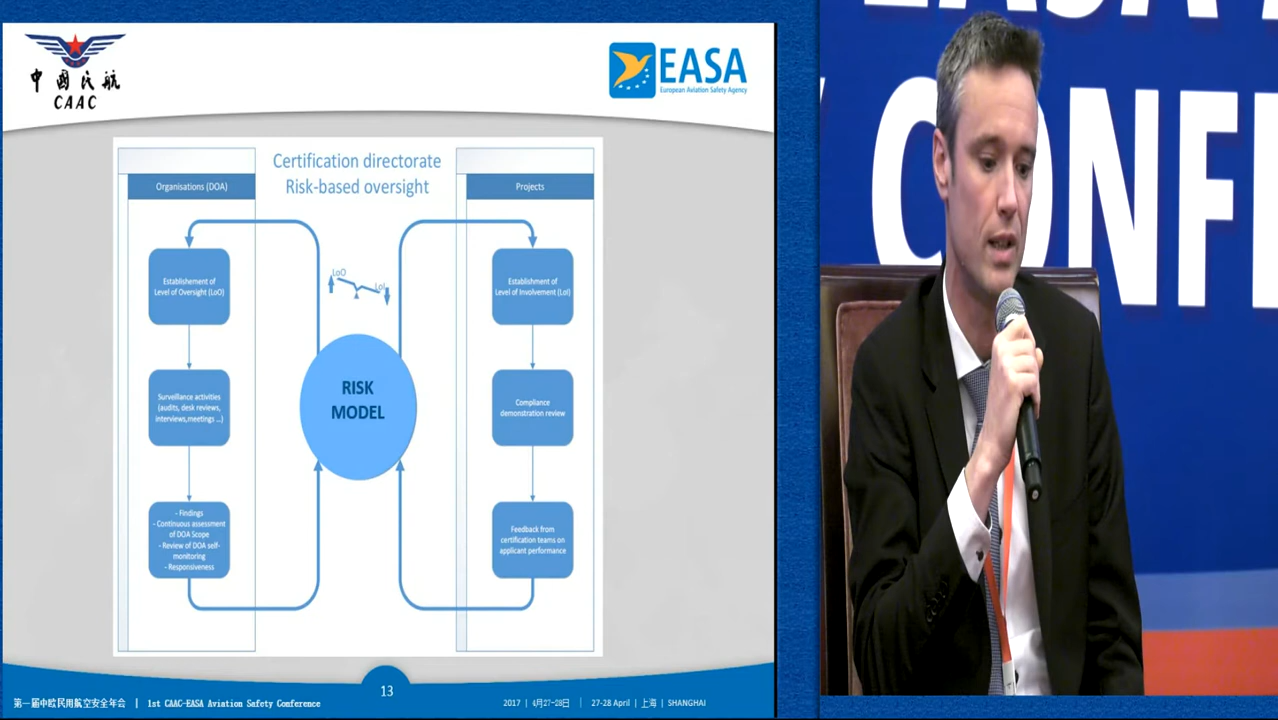 中國民航
CAAC
EASA
European Aviation Safety Agency
Certification directorate
Risk-based oversight
Organisations (DOA)
Projects
Establishement of
Level of Oversight (LoO)
Surveillance activities
(audits, desk reviews,
interviews,meetings ...)
- Findings
- Continuous assessment
of DOA Scope
- Review of DOA self-
monitoring
- Responsiveness
LoO
LoI
RISK
MODEL
Establishment of
Level of Involvement (LoI)
Compliance
demonstration review
Feedback from
certification teams on
applicant performance
13
第一届中欧民用航空安全年会 | 1st CAAC-EASA Aviation Safety Conference
2017 | 4月27-28日 | 27-28 April | 上海 | SHANGHAI
EASA
CONF